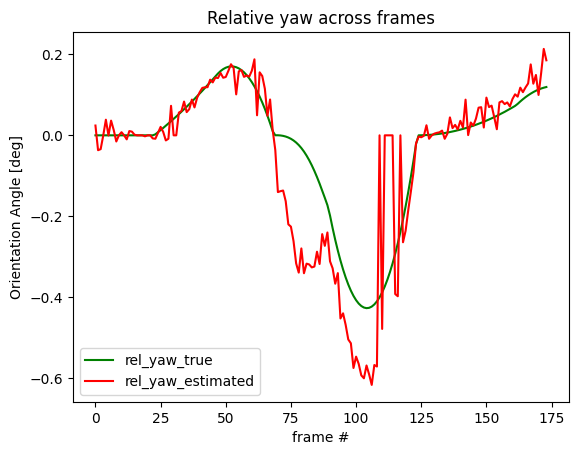 Relative yaw across frames
Orientation Angle [deg]
0.2
0.0
−0.2
−0.4
−0.6
rel_yaw_true
rel_yaw_estimated
0 25 50 75 100 125 150 175
frame #